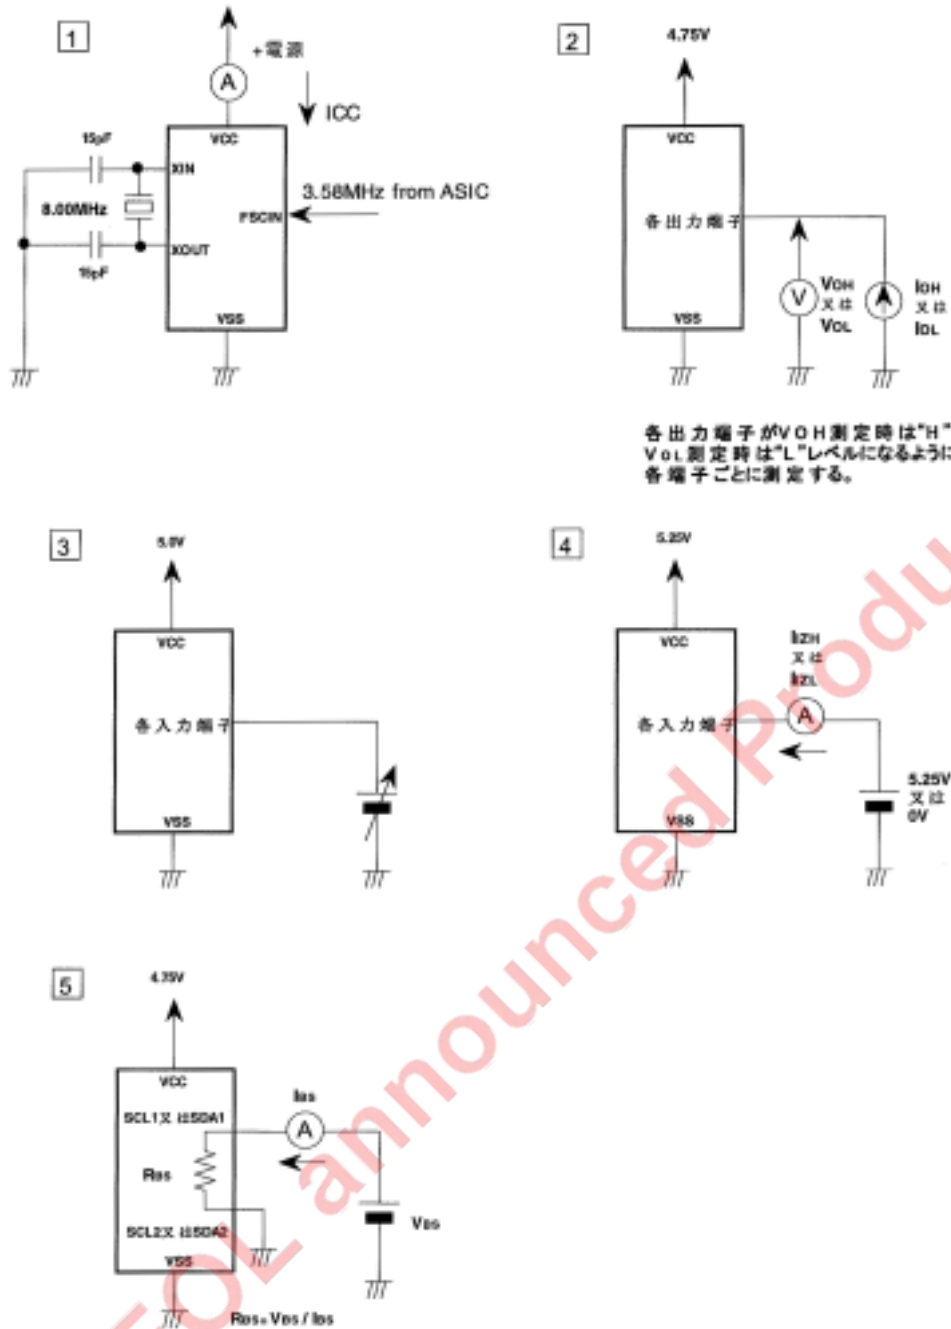 1
+電源
A
ICC
15pF
VCC
XIN
8.00MHz
FSCIN
3.58MHz from ASIC
XOUT
15pF
VSS
2
4.75V
VCC
各出力端子
V
VOH
又は
VOL
IOH
又は
IOL
VSS
各出力端子がVOH測定時は"H"
VOL測定時は"L"レベルになるように
各端子ごとに測定する。
3
5.0V
VCC
各入力端子
VSS
4
5.25V
VCC
IIZH
又は
IIZL
A
各入力端子
5.25V
又は
0V
VSS
5
4.75V
VCC
SCL1又はSDA1
IBS
A
RBS
VBS
SCL2又はSDA2
VSS
RBS=VBS / IBS
EOL announced Produ